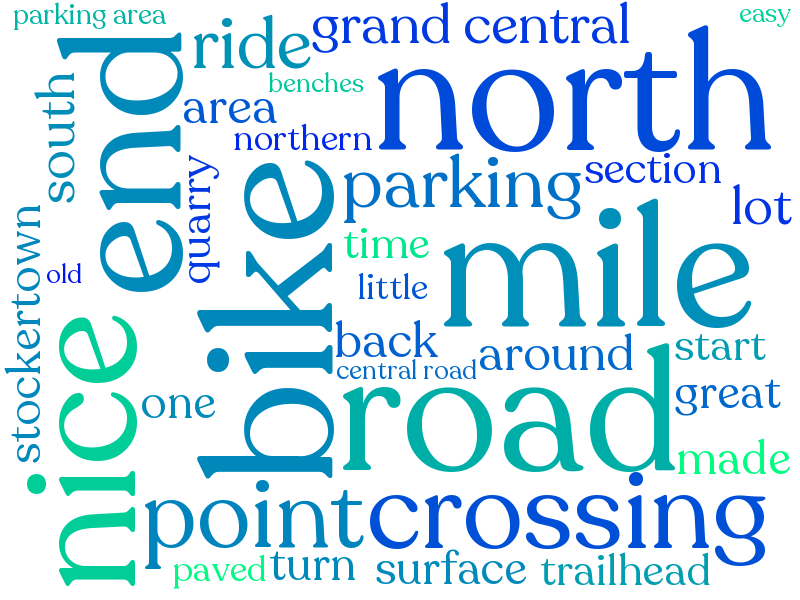 parking area
easy
ride
grand central
end
benches
north
south
area
northern
quarry
parking
section
bike
lot
stockertown
time
mile
old
little
nice
back
around
start
central road
one
road
great
made
point
crossing
paved
turn
surface
trailhead